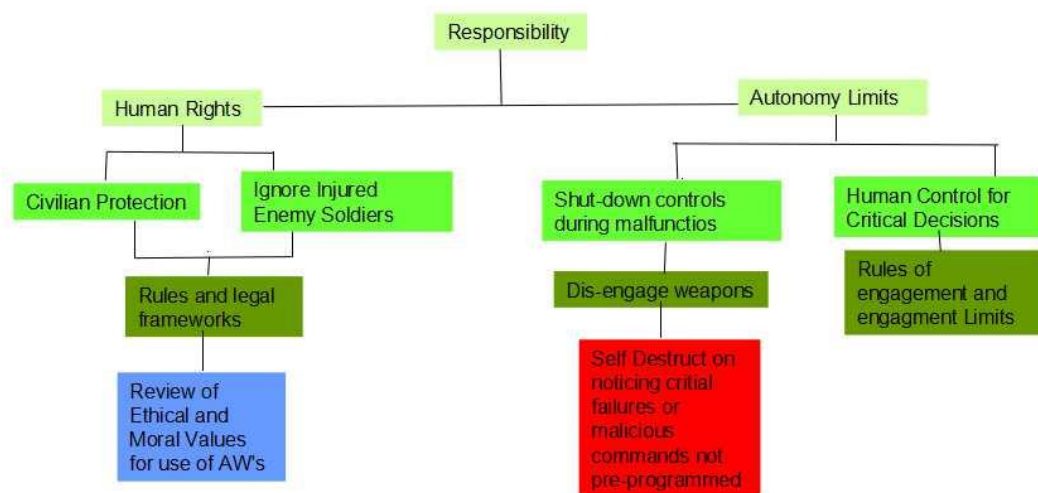 Responsibility
Human Rights
Autonomy Limits
Civilian Protection
Ignore Injured
Enemy Soldiers
Shut-down controls
during malfunctios
Human Control for
Critical Decisions
Rules and legal
frameworks
Dis-engage weapons
Rules of
engagement and
engagment Limits
Review of
Ethical and
Moral Values
for use of AW's
Self Destruct on
noticing critial
failures or
malicious
commands not
pre-programmed